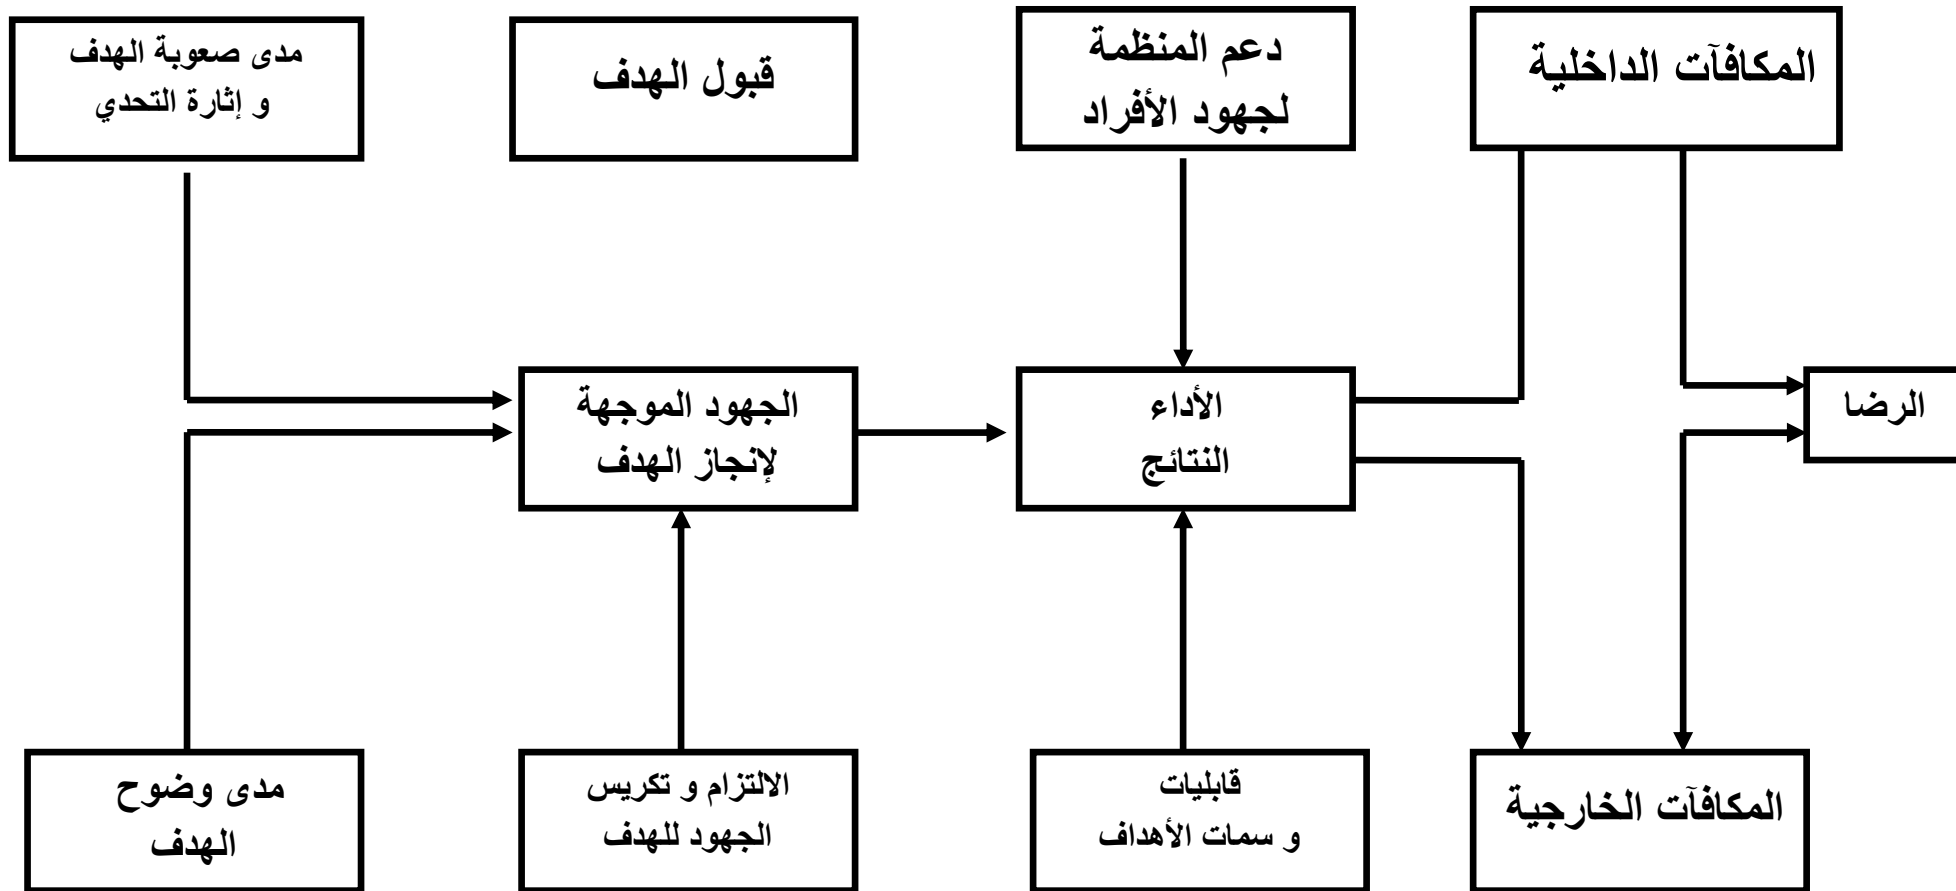 مدى صعوبة الهدف
و إثارة التحدي
قبول الهدف
دعم المنظمة
لجهود الأفراد
المكافآت الداخلية
الجهود الموجهة
لإنجاز الهدف
الأداء
النتائج
الرضا
مدى وضوح
الهدف
الالتزام و تكريس
الجهود للهدف
قابليات
و سمات الأهداف
المكافآت الخارجية